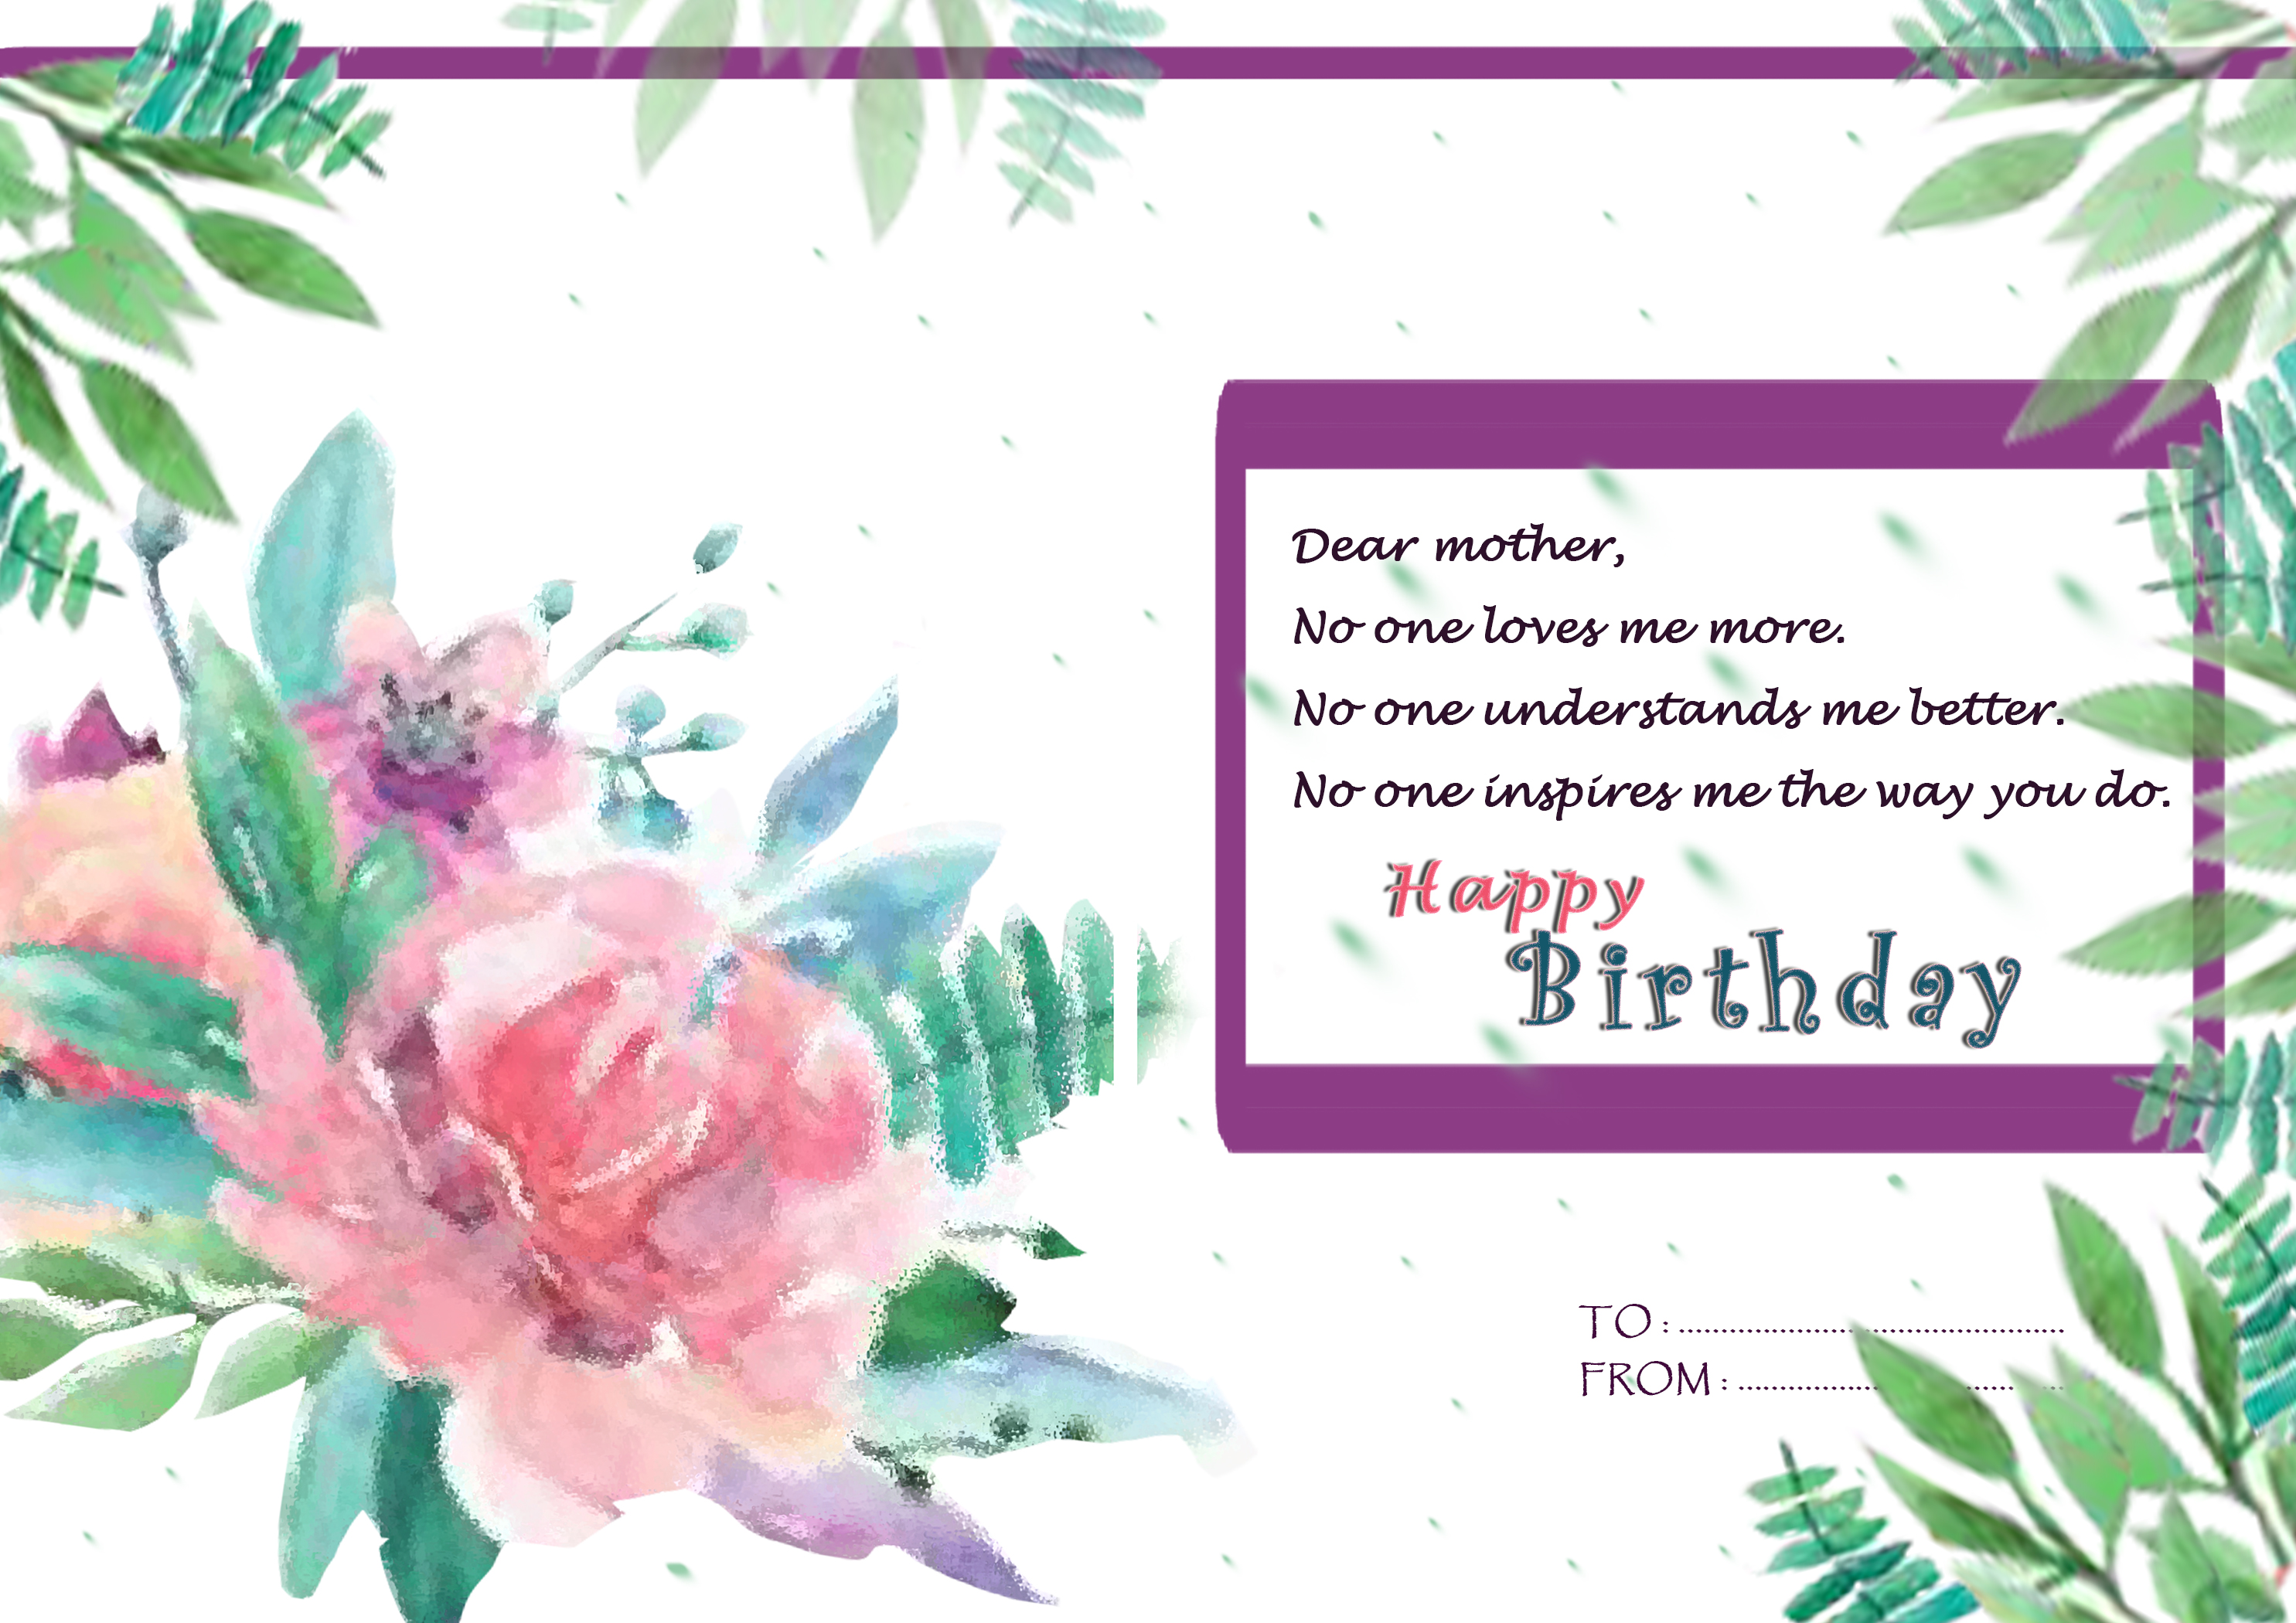 Dear mother,
No one loves me more.
No one understands me better.
No one inspires me the way you do.
Happy
Birthday
TO : ................................................
FROM : ........................................